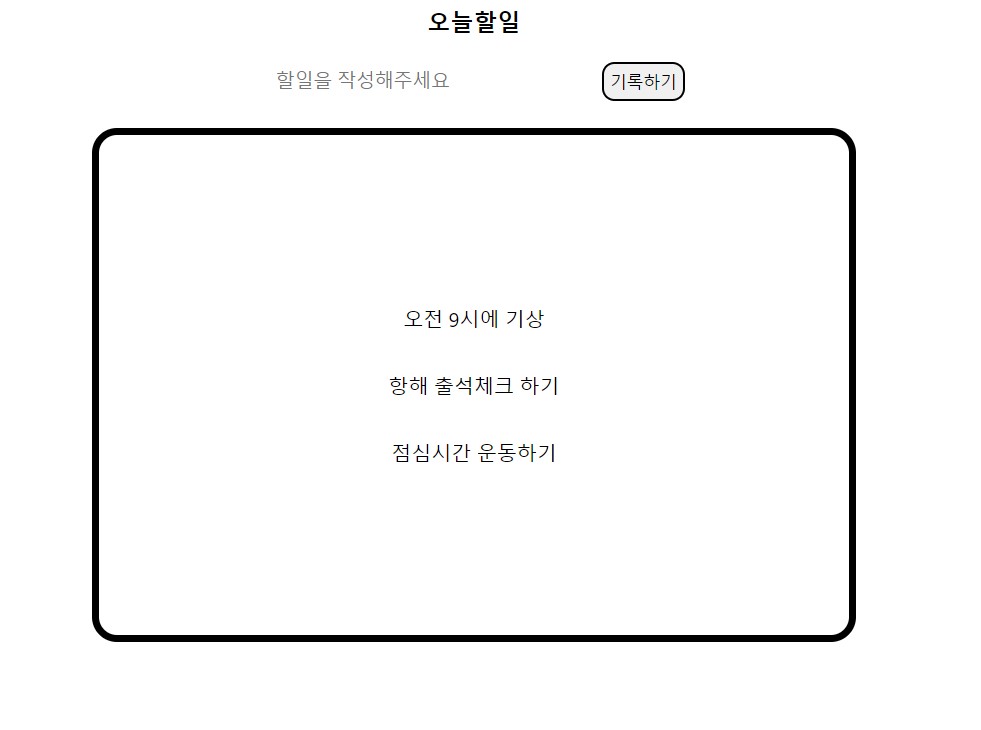 오늘할일
할일을 작성해주세요
기록하기
오전 9시에 기상
항해 출석체크 하기
점심시간 운동하기